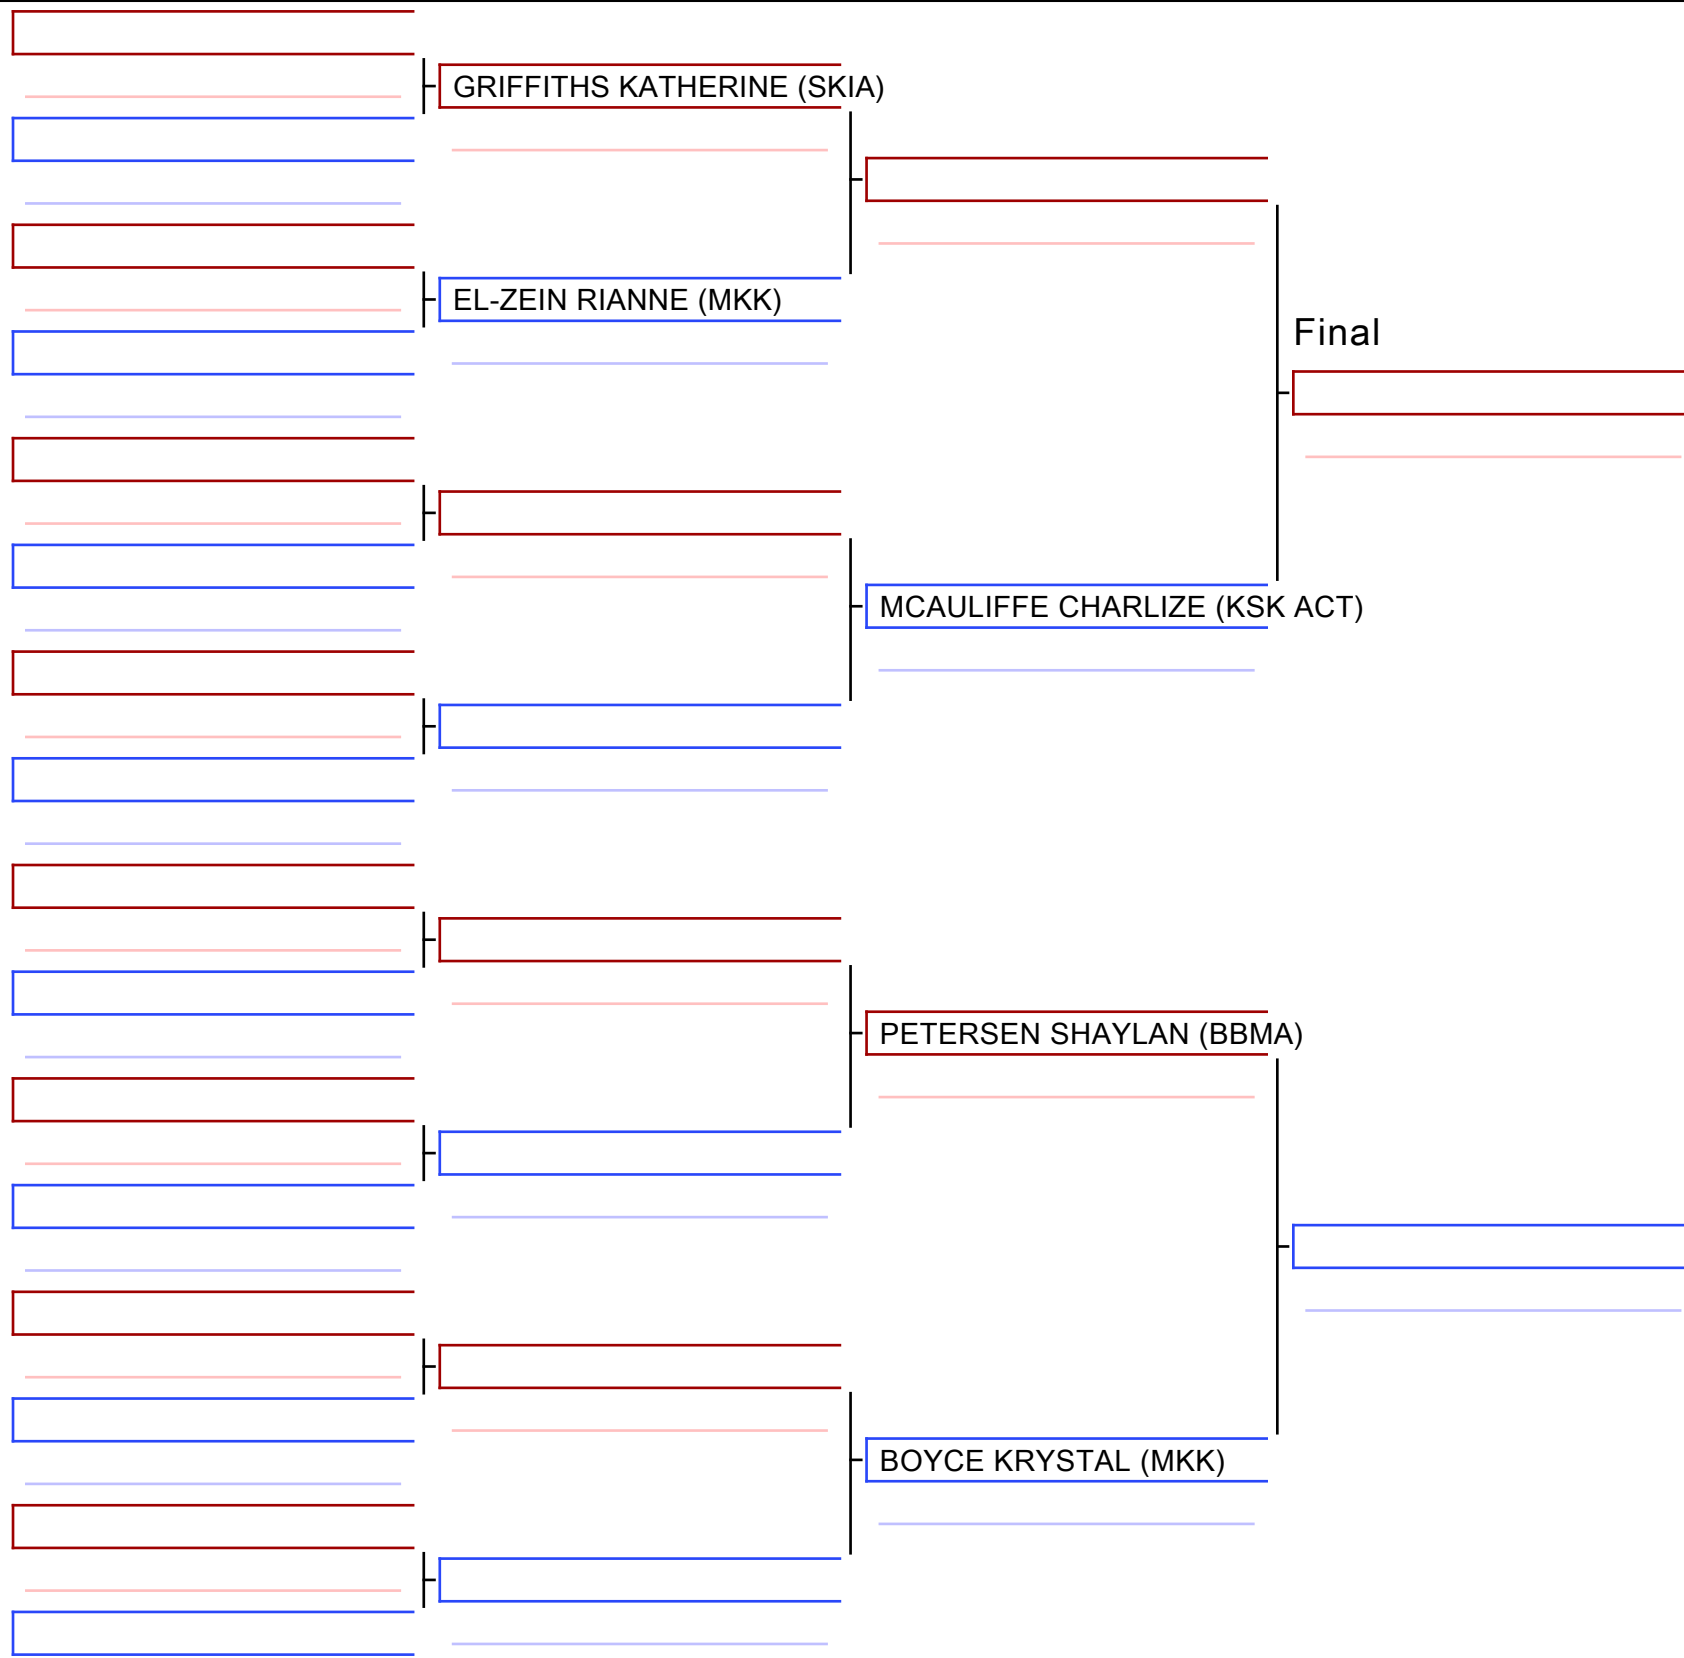 GRIFFITHS KATHERINE (SKIA)
EL-ZEIN RIANNE (MKK)
Final
MCAULIFFE CHARLIZE (KSK ACT)
PETERSEN SHAYLAN (BBMA)
BOYCE KRYSTAL (MKK)